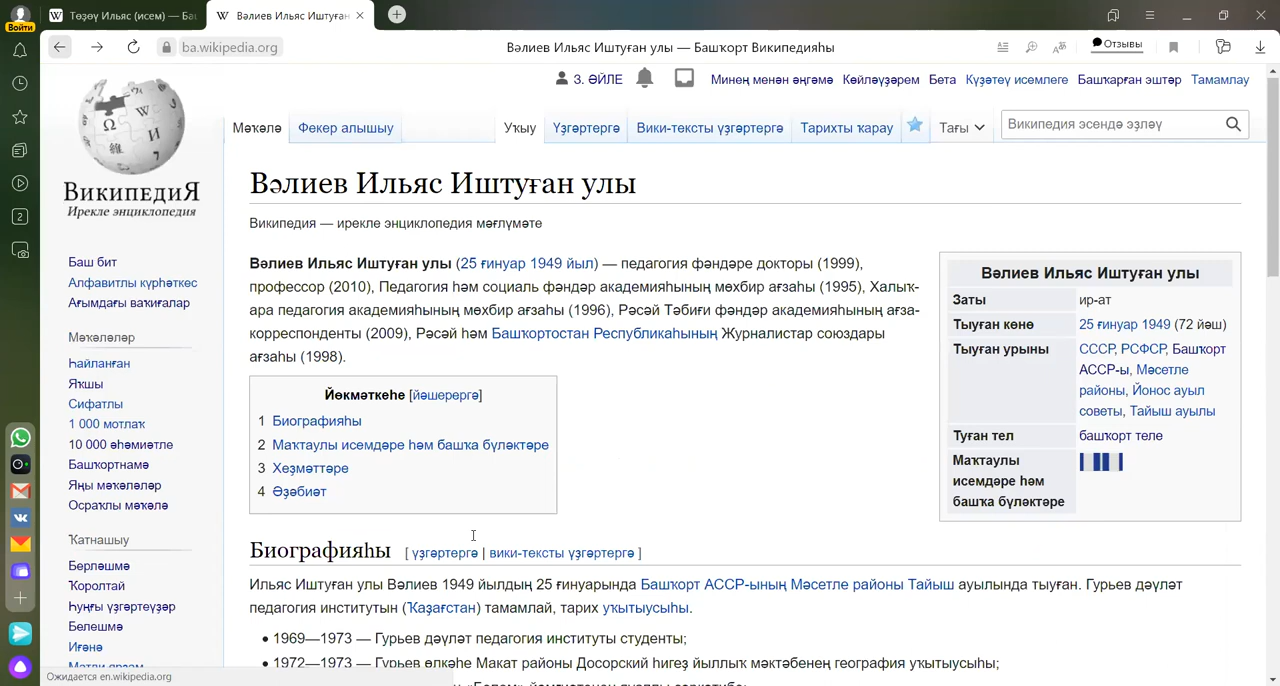 Войти
Төҙөү Ильяс (исем) — Ба
Вәлиев Ильяс Иштуған
ba.wikipedia.org
Вәлиев Ильяс Иштуған улы — Башҡорт Википедияһы
Отзывы
З. ӘЙЛЕ
Минең менән әңгәмә Көйләүҙәрем Бета Күҙәтеү исемлеге Башҡарған эштәр Тамамлау
Мәҡәлә Фекер алышыу Уҡыу Үҙгәртергә Вики-тексты үҙгәртергә Тарихты ҡарау Тағы
Википедия эсендә эҙләү
ВикипедиЯ
Ирекле энциклопедия
Вәлиев Ильяс Иштуған улы
Википедия — ирекле энциклопедия мәғлүмәте
Баш бит
Алфавитлы күрһәткес
Ағымдағы ваҡиғалар
Мәҡәләләр
Һайланған
Яҡшы
Сифатлы
1 000 мотлаҡ
10 000 әһәмиәтле
Башҡортнамә
Яңы мәҡәләләр
Осраҡлы мәҡәлә
Ҡатнашыу
Берләшмә
Ҡоролтай
Һуңғы үҙгәртеүҙәр
Белешмә
Иғәнә
Вәлиев Ильяс Иштуған улы (25 ғинуар 1949 йыл) — педагогия фәндәре докторы (1999),
профессор (2010), Педагогия һәм социаль фәндәр академияһының мөхбир ағзаһы (1995), Халыҡ-
ара педагогия академияһының мөхбир ағзаһы (1996), Рәсәй Тәбиғи фәндәр академияһының ағза-
корреспонденты (2009), Рәсәй һәм Башҡортостан Республикаһының Журналистар союздары
ағзаһы (1998).
Йөкмәткеһе [йәшерергә]
1 Биографияһы
2 Маҡтаулы исемдәре һәм башҡа бүләктәре
3 Хеҙмәттәре
4 Әҙәбиәт
Вәлиев Ильяс Иштуған улы
Заты ир-ат
Тыуған көнө 25 ғинуар 1949 (72 йәш)
Тыуған урыны СССР, РСФСР, Башҡорт
АССР-ы, Мәсетле
районы, Йонос ауыл
советы, Тайыш ауылы
Туған тел башҡорт теле
Маҡтаулы
исемдәре һәм
башҡа бүләктәре
Биографияһы [ үҙгәртергә | вики-тексты үҙгәртергә ]
Ильяс Иштуған улы Вәлиев 1949 йылдың 25 ғинуарында Башҡорт АССР-ының Мәсетле районы Тайыш ауылында тыуған. Гурьев дәүләт
педагогия институтын (Ҡаҙағстан) тамамлай, тарих уҡытыусыһы.
• 1969—1973 — Гурьев дәүләт педагогия институты студенты;
• 1972—1973 — Гурьев өлкәһе Макат районы Досорский һигеҙ йыллыҡ мәктәбенең география уҡытыусыһы;
Ожидается en.wikipedia.org